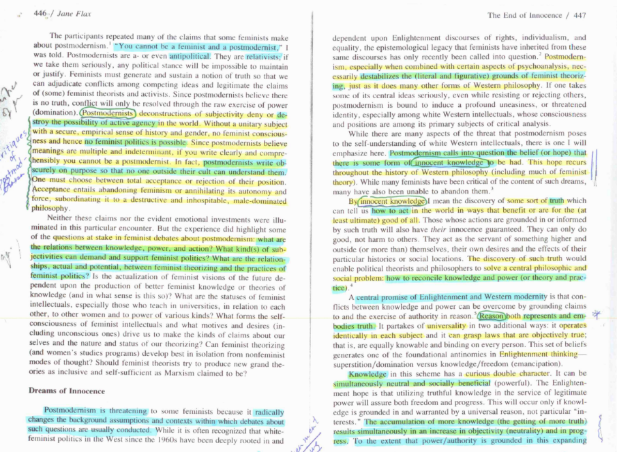 446 / Jane Flax
The participants repeated many of the claims that some feminists make
about postmodernism.¹ "You cannot be a feminist and a postmodernist," I
was told. Postmodernists are a- or even antipolitical. They are relativists; if
we take them seriously, any political stance will be impossible to maintain
or justify. Feminists must generate and sustain a notion of truth so that we
can adjudicate conflicts among competing ideas and legitimate the claims
of (some) feminist theorists and activists. Since postmodernists believe there
is no truth, conflict will only be resolved through the raw exercise of power
(domination). Postmodernists' deconstructions of subjectivity deny or de-
stroy the possibility of active agency in the world. Without a unitary subject
with a secure, empirical sense of history and gender, no feminist conscious-
ness and hence no feminist politics is possible. Since postmodernists believe
meanings are multiple and indeterminant, if you write clearly and compre-
hensibly you cannot be a postmodernist. In fact, postmodernists write ob-
scurely on purpose so that no one outside their cult can understand them.
One must choose between total acceptance or rejection of their position.
Acceptance entails abandoning feminism or annihilating its autonomy and
force, subordinating it to a destructive and inhospitable, male-dominated
philosophy.
Neither these claims nor the evident emotional investments were illu-
minated in this particular encounter. But the experience did highlight some
of the questions at stake in feminist debates about postmodernism: what are
the relations between knowledge, power, and action? What kind(s) of sub-
jectivities can demand and support feminist politics? What are the relation-
ships, actual and potential, between feminist theorizing and the practices of
feminist politics? Is the actualization of feminist visions of the future de-
pendent upon the production of better feminist knowledge or theories of
knowledge (and in what sense is this so)? What are the statuses of feminist
intellectuals, especially those who teach in universities, in relation to each
other, to other women and to power of various kinds? What forms the self-
consciousness of feminist intellectuals and what motives and desires (in-
cluding unconscious ones) drive us to make the kinds of claims about our
selves and the nature and status of our theorizing? Can feminist theorizing
(and women's studies programs) develop best in isolation from nonfeminist
modes of thought? Should feminist theorists try to produce new grand the-
ories as inclusive and self-sufficient as Marxism claimed to be?
Dreams of Innocence
Postmodernism is threatening to some feminists because it radically
changes the background assumptions and contexts within which debates about
such questions are usually conducted. While it is often recognized that white-
feminist politics in the West since the 1960s have been deeply rooted in and
The End of Innocence / 447
dependent upon Enlightenment discourses of rights, individualism, and
equality, the epistemological legacy that feminists have inherited from these
same discourses has only recently been called into question.² Postmodern-
ism, especially when combined with certain aspects of psychoanalysis, nec-
essarily destabilizes the (literal and figurative) grounds of feminist theoriz-
ing, just as it does many other forms of Western philosophy. If one takes
some of its central ideas seriously, even while resisting or rejecting others,
postmodernism is bound to induce a profound uneasiness, or threatened
identity, especially among white Western intellectuals, whose consciousness
and positions are among its primary subjects of critical analysis.
While there are many aspects of the threat that postmodernism poses
to the self-understanding of white Western intellectuals, there is one I will
emphasize here. Postmodernism calls into question the belief (or hope) that
there is some form of innocent knowledge to be had. This hope recurs
throughout the history of Western philosophy (including much of feminist
theory). While many feminists have been critical of the content of such dreams,
many have also been unable to abandon them.³
By innocent knowledge I mean the discovery of some sort of truth which
can tell us how to act in the world in ways that benefit or are for the (at
least ultimate) good of all. Those whose actions are grounded in or informed
by such truth will also have their innocence guaranteed. They can only do
good, not harm to others. They act as the servant of something higher and
outside (or more than) themselves, their own desires and the effects of their
particular histories or social locations. The discovery of such truth would
enable political theorists and philosophers to solve a central philosophic and
social problem: how to reconcile knowledge and power (or theory and prac-
tice).⁴
A central promise of Enlightenment and Western modernity is that con-
flicts between knowledge and power can be overcome by grounding claims
to and the exercise of authority in reason. Reason both represents and em-
bodies truth. It partakes of universality in two additional ways: it operates
identically in each subject and it can grasp laws that are objectively true;
that is, are equally knowable and binding on every person. This set of beliefs
generates one of the foundational antinomies in Enlightenment thinking—
superstition/domination versus knowledge/freedom (emancipation).
Knowledge in this scheme has a curious double character. It can be
simultaneously neutral and socially beneficial (powerful). The Enlighten-
ment hope is that utilizing truthful knowledge in the service of legitimate
power will assure both freedom and progress. This will occur only if knowl-
edge is grounded in and warranted by a universal reason, not particular "in-
terests." The accumulation of more knowledge (the getting of more truth)
results simultaneously in an increase in objectivity (neutrality) and in prog-
ress. To the extent that power/authority is grounded in this expanding